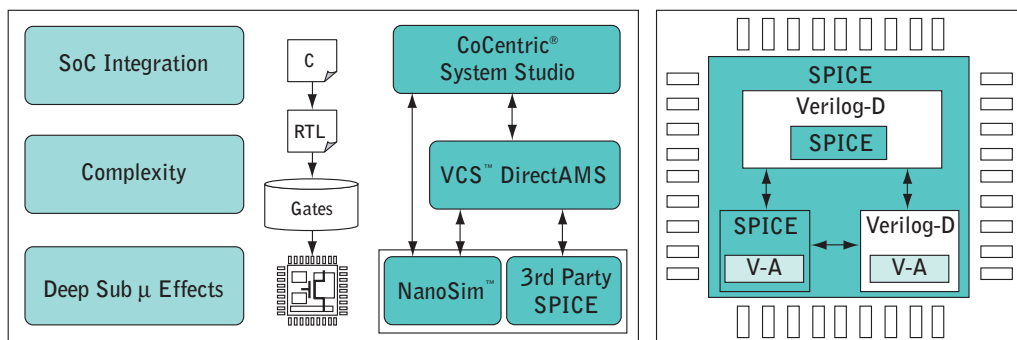 SoC Integration
Complexity
Deep Sub µ Effects
C
RTL
Gates
CoCentric®
System Studio
VCS™ DirectAMS
NanoSim™
3rd Party
SPICE
SPICE
Verilog-D
SPICE
SPICE
V-A
Verilog-D
V-A